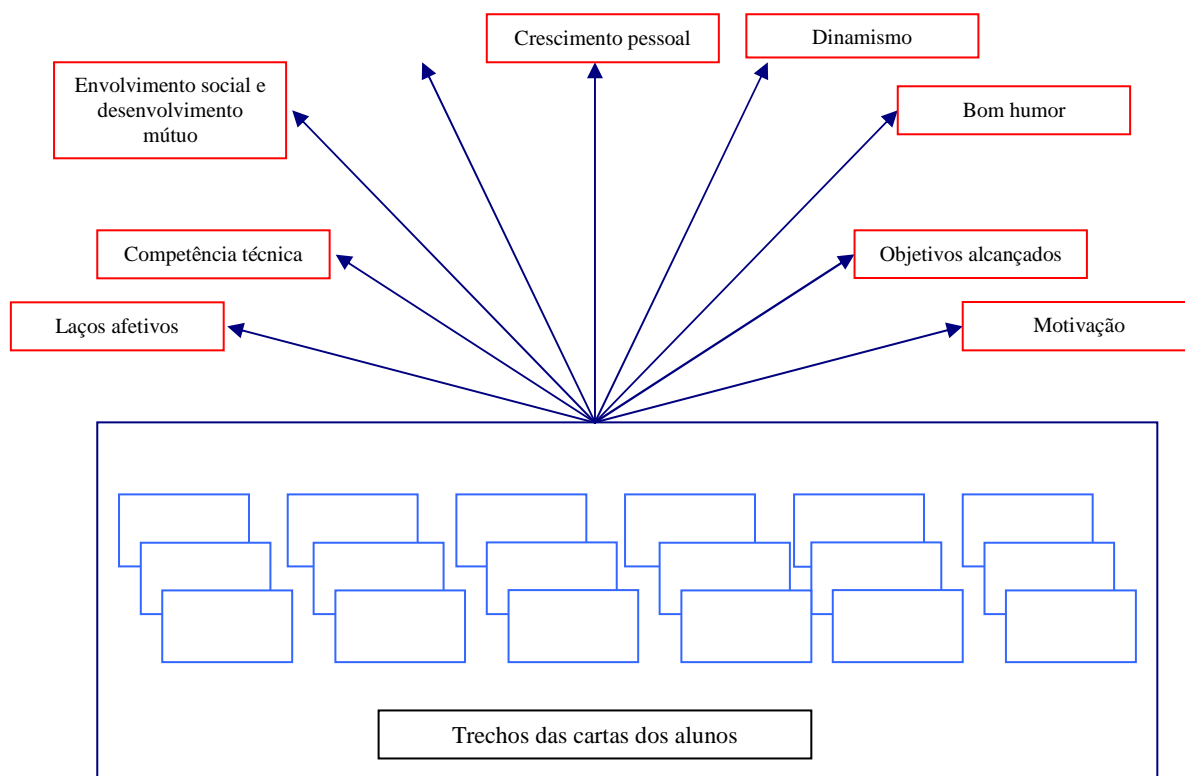 Crescimento pessoal
Dinamismo
Envolvimento social e
desenvolvimento
mútuo
Bom humor
Competência técnica
Objetivos alcançados
Laços afetivos
Motivação
Trechos das cartas dos alunos